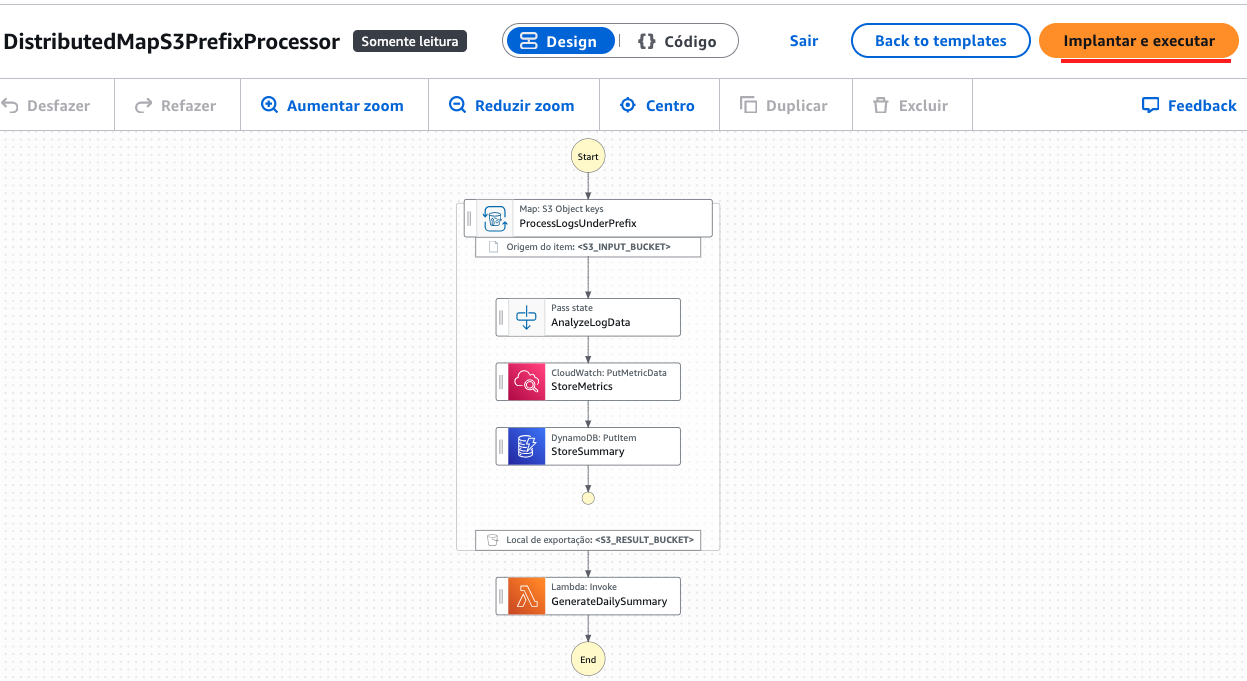 DistributedMapS3PrefixProcessor
Somente leitura
Design
{} Código
Sair
Back to templates
Implantar e executar
Desfazer
Refazer
Aumentar zoom
Reduzir zoom
Centro
Duplicar
Excluir
Feedback
Start
Map: S3 Object keys
ProcessLogsUnderPrefix
Origem do item: <S3_INPUT_BUCKET>
Pass state
AnalyzeLogData
CloudWatch: PutMetricData
StoreMetrics
DynamoDB: PutItem
StoreSummary
Local de exportação: <S3_RESULT_BUCKET>
Lambda: Invoke
GenerateDailySummary
End